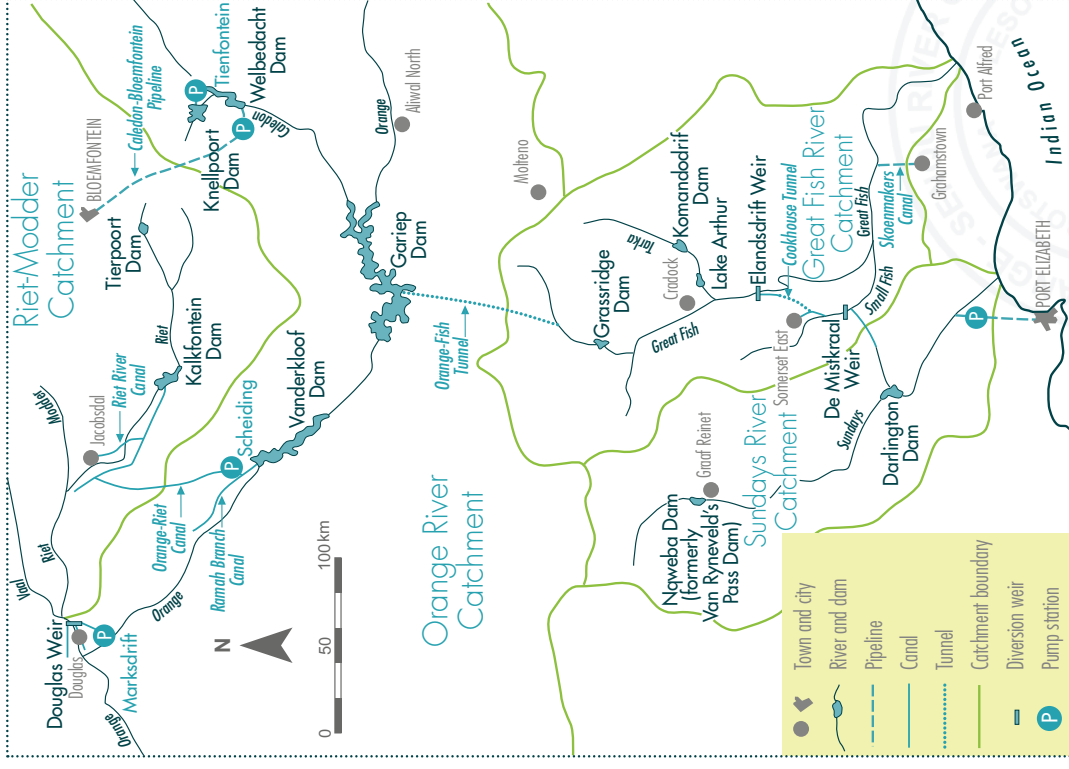 Riet-Modder
Catchment
BLOEMFONTEIN
Caledon-Bloemfontein
Pipeline
P
Tienfontein
Welbedacht
Dam
Knellpoort
Dam
P
Caledon
Tierpoort
Dam
Riet
Kalkfontein
Dam
Modder
Jacobsdal
Riet River
Canal
Vaal
Riet
Douglas Weir
Douglas
P
Marksdrift
Orange
Orange
Orange-Riet
Canal
Ramah Branch
Canal
P
Scheiding
Vanderkloof
Dam
Gariep
Dam
Orange
Aliwal North
N
0
50
100 km
Orange River
Catchment
Orange-Fish
Tunnel
Molteno
Grassridge
Dam
Tarka
Komandodrif
Dam
Lake Arthur
Cradock
Great Fish
Elandsdrift Weir
Cookhouse Tunnel
Great Fish River
Catchment
Great Fish
Somerset East
De Mistkraal
Weir
Small Fish
Skoenmakers
Canal
Grahamstown
Port Alfred
Indian Ocean
Nqweba Dam
(formerly
Van Ryneveld's
Pass Dam)
Graaf Reinet
Sundays River
Catchment
Sundays
Darlington
Dam
P
PORT ELIZABETH
Town and city
River and dam
Pipeline
Canal
Tunnel
Catchment boundary
Diversion weir
P
Pump station